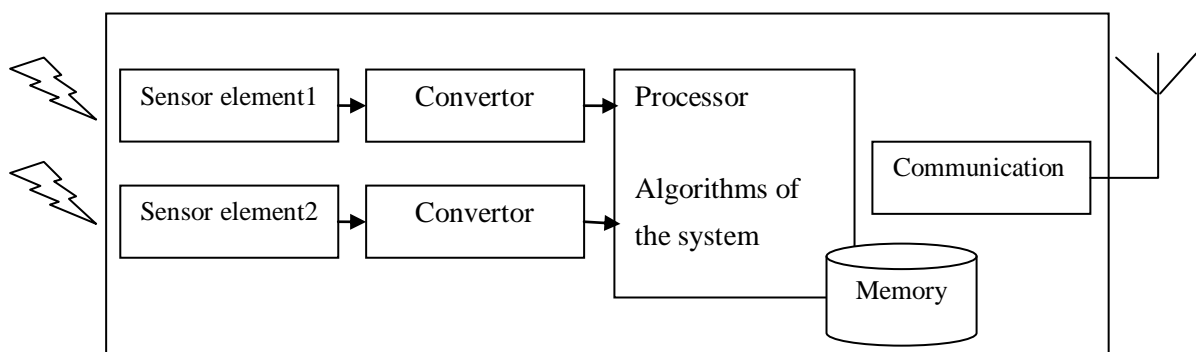 Sensor element1
Convertor
Processor
Communication
Algorithms of
the system
Sensor element2
Convertor
Memory